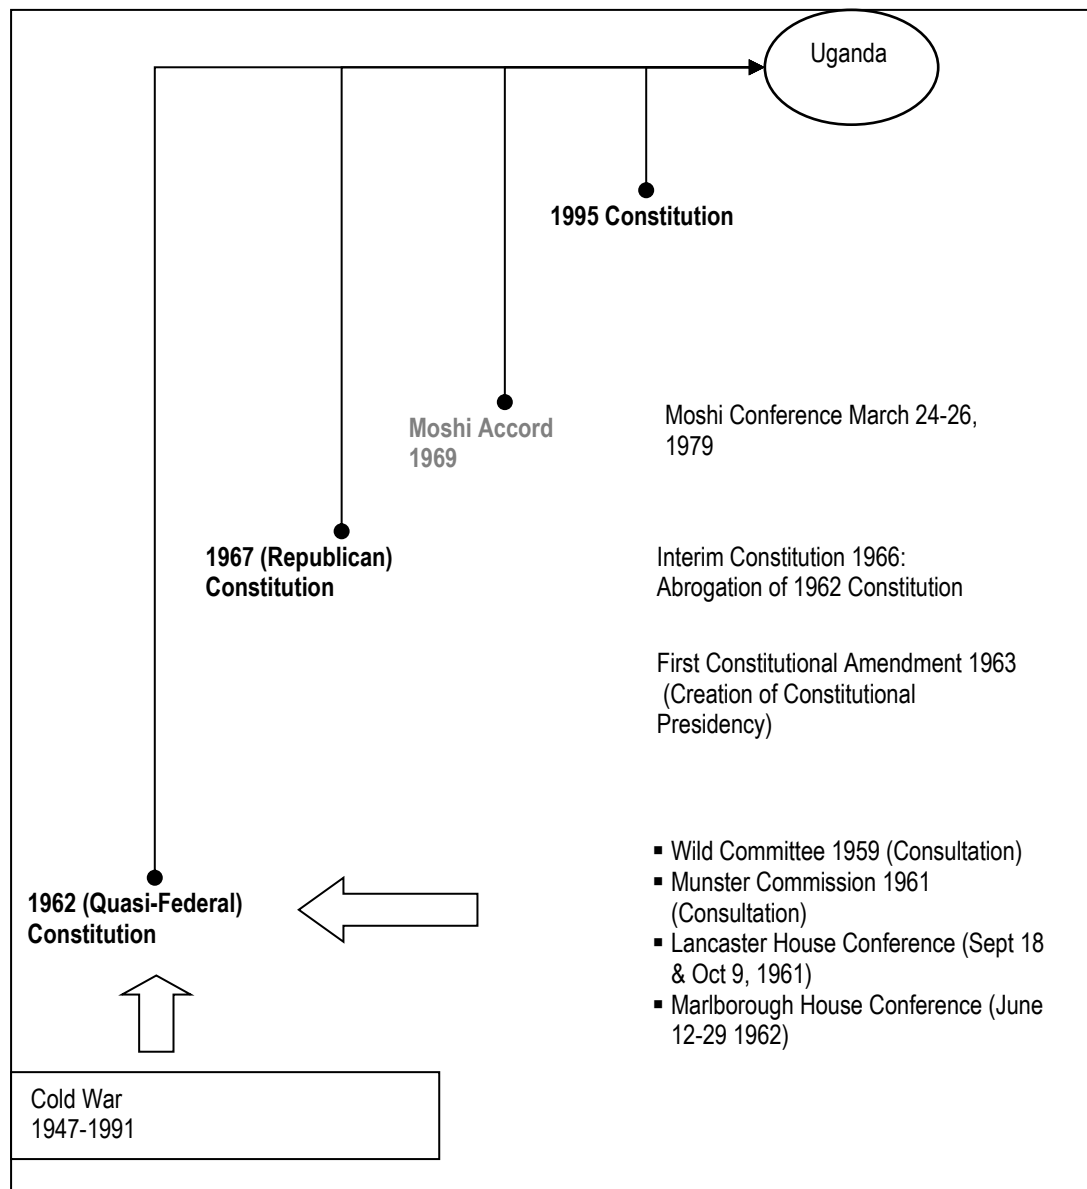 Uganda
1995 Constitution
Moshi Accord
1969
Moshi Conference March 24-26,
1979
1967 (Republican)
Constitution
Interim Constitution 1966:
Abrogation of 1962 Constitution
First Constitutional Amendment 1963
(Creation of Constitutional
Presidency)
1962 (Quasi-Federal)
Constitution
▪ Wild Committee 1959 (Consultation)
▪ Munster Commission 1961
(Consultation)
▪ Lancaster House Conference (Sept 18
& Oct 9, 1961)
▪ Marlborough House Conference (June
12-29 1962)
Cold War
1947-1991